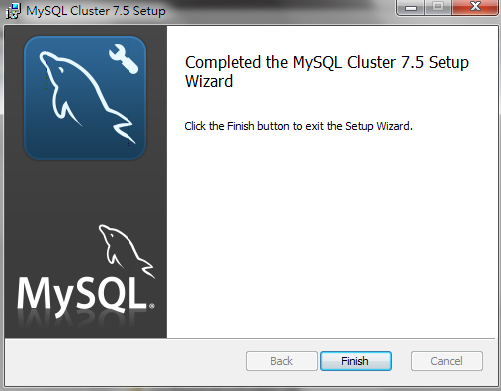 MySQL Cluster 7.5 Setup
Completed the MySQL Cluster 7.5 Setup
Wizard
Click the Finish button to exit the Setup Wizard.
MySQL®
Back
Finish
Cancel